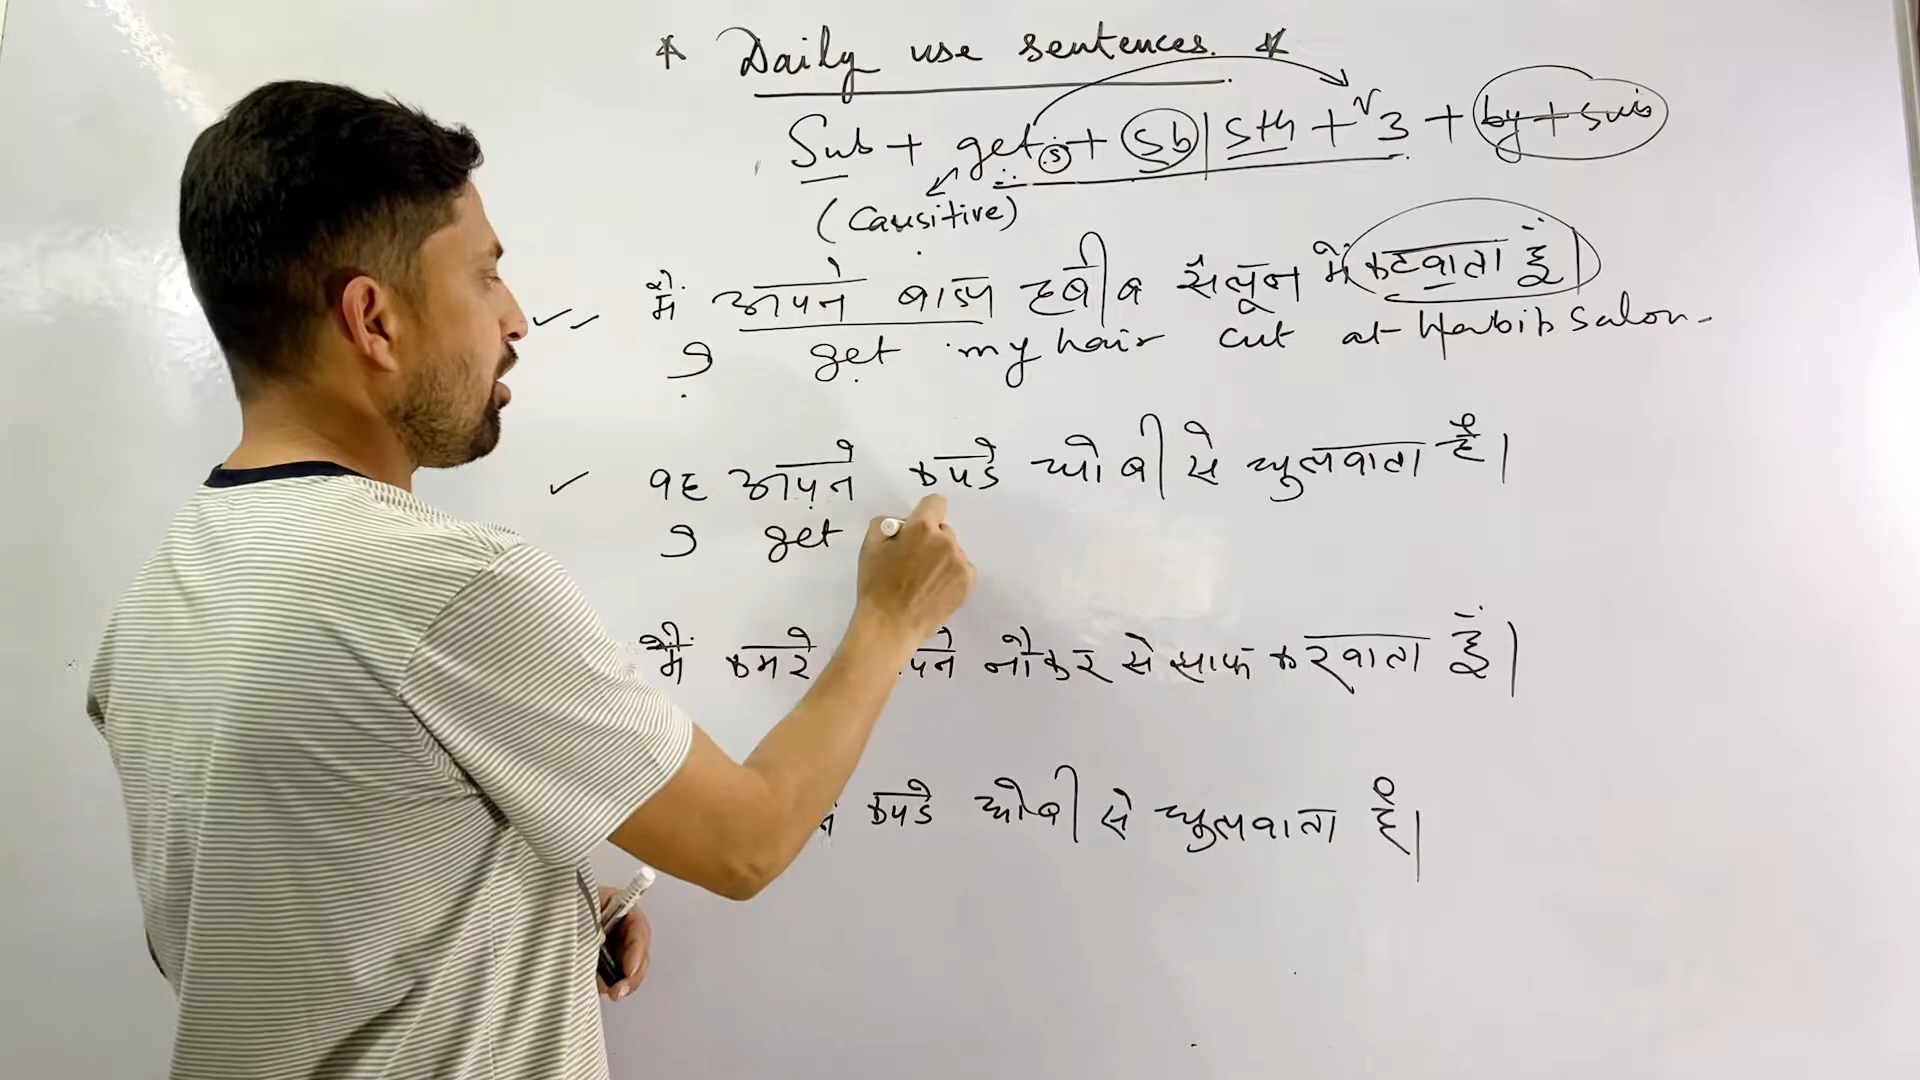 * Daily use sentences. *
Sub + get(s) + Sb | Sth + v3 + by + sub
(Causitive)
मैं अपने बाल हबीब सैलून में कटवाता हूं।
I get my hair cut at Habib Salon.
वह अपने कपडे धोबी से धुलवाता है।
I get
मैं कमरे नौकर से साफ करवाता हूं।
कपडे धोबी से धुलवाता है।